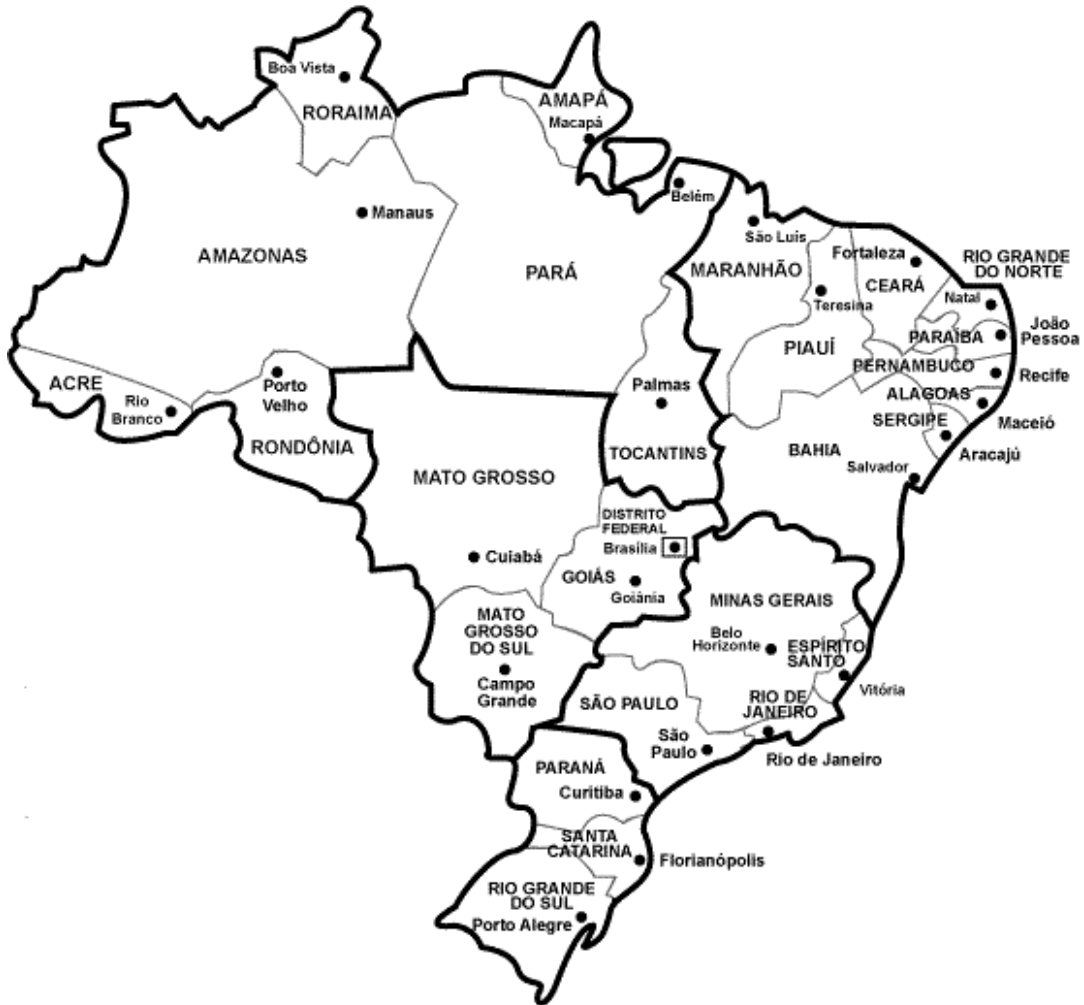 Boa Vista
RORAIMA
AMAPÁ
Macapá
Belém
Manaus
São Luís
AMAZONAS
PARÁ
MARANHÃO
Fortaleza
CEARÁ
RIO GRANDE
DO NORTE
Teresina
Natal
PIAUÍ
PARAÍBA
João
Pessoa
PERNAMBUCO
Recife
ACRE
Rio
Branco
Porto
Velho
RONDÔNIA
Palmas
TOCANTINS
ALAGOAS
Maceió
SERGIPE
Aracajú
BAHIA
Salvador
MATO GROSSO
Cuiabá
DISTRITO
FEDERAL
Brasília
GOIÁS
Goiânia
MINAS GERAIS
Belo
Horizonte
ESPÍRITO
SANTO
Vitória
MATO
GROSSO
DO SUL
Campo
Grande
SÃO PAULO
São
Paulo
RIO DE
JANEIRO
Rio de Janeiro
PARANÁ
Curitiba
SANTA
CATARINA
Florianópolis
RIO GRANDE
DO SUL
Porto Alegre